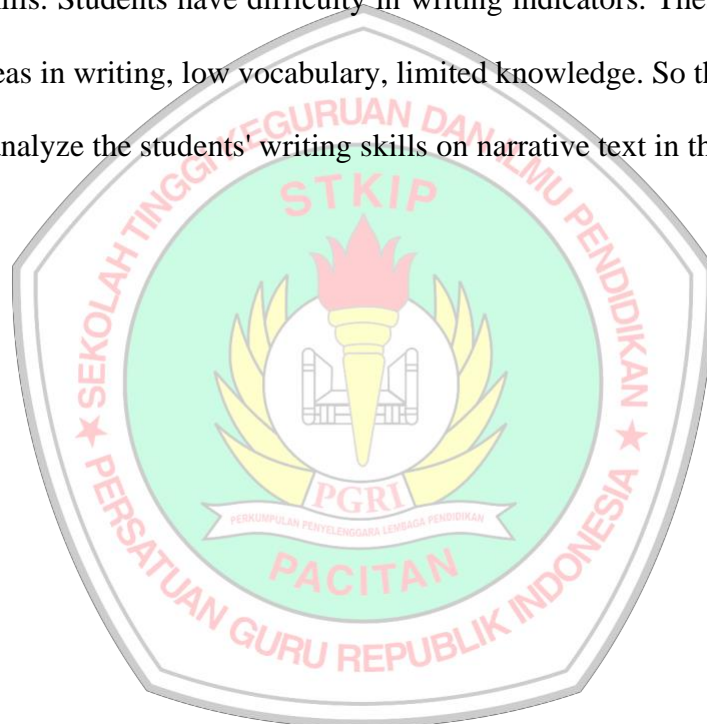 ills. Students have difficulty in writing indicators. The
eas in writing, low vocabulary, limited knowledge. So th
nalyze the students' writing skills on narrative text in th
SEKOLAH TINGGI KEGURUAN DAN ILMU PENDIDIKAN
STKIP
PGRI
PERKUMPULAN PENYELENGGARA LEMBAGA PENDIDIKAN
PACITAN
PERSATUAN GURU REPUBLIK INDONESIA